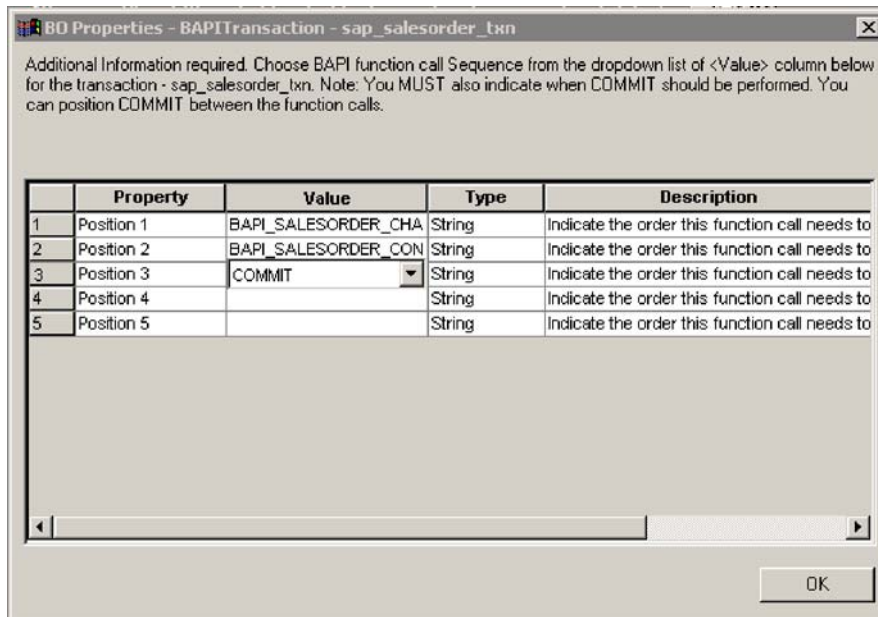 BO Properties - BAPITransaction - sap_salesorder_txn
Additional Information required. Choose BAPI function call Sequence from the dropdown list of <Value> column below
for the transaction - sap_salesorder_txn. Note: You MUST also indicate when COMMIT should be performed. You
can position COMMIT between the function calls.
Property Value Type Description
1 Position 1 BAPI_SALESORDER_CHA String Indicate the order this function call needs to
2 Position 2 BAPI_SALESORDER_CON String Indicate the order this function call needs to
3 Position 3 COMMIT String Indicate the order this function call needs to
4 Position 4 String Indicate the order this function call needs to
5 Position 5 String Indicate the order this function call needs to
OK